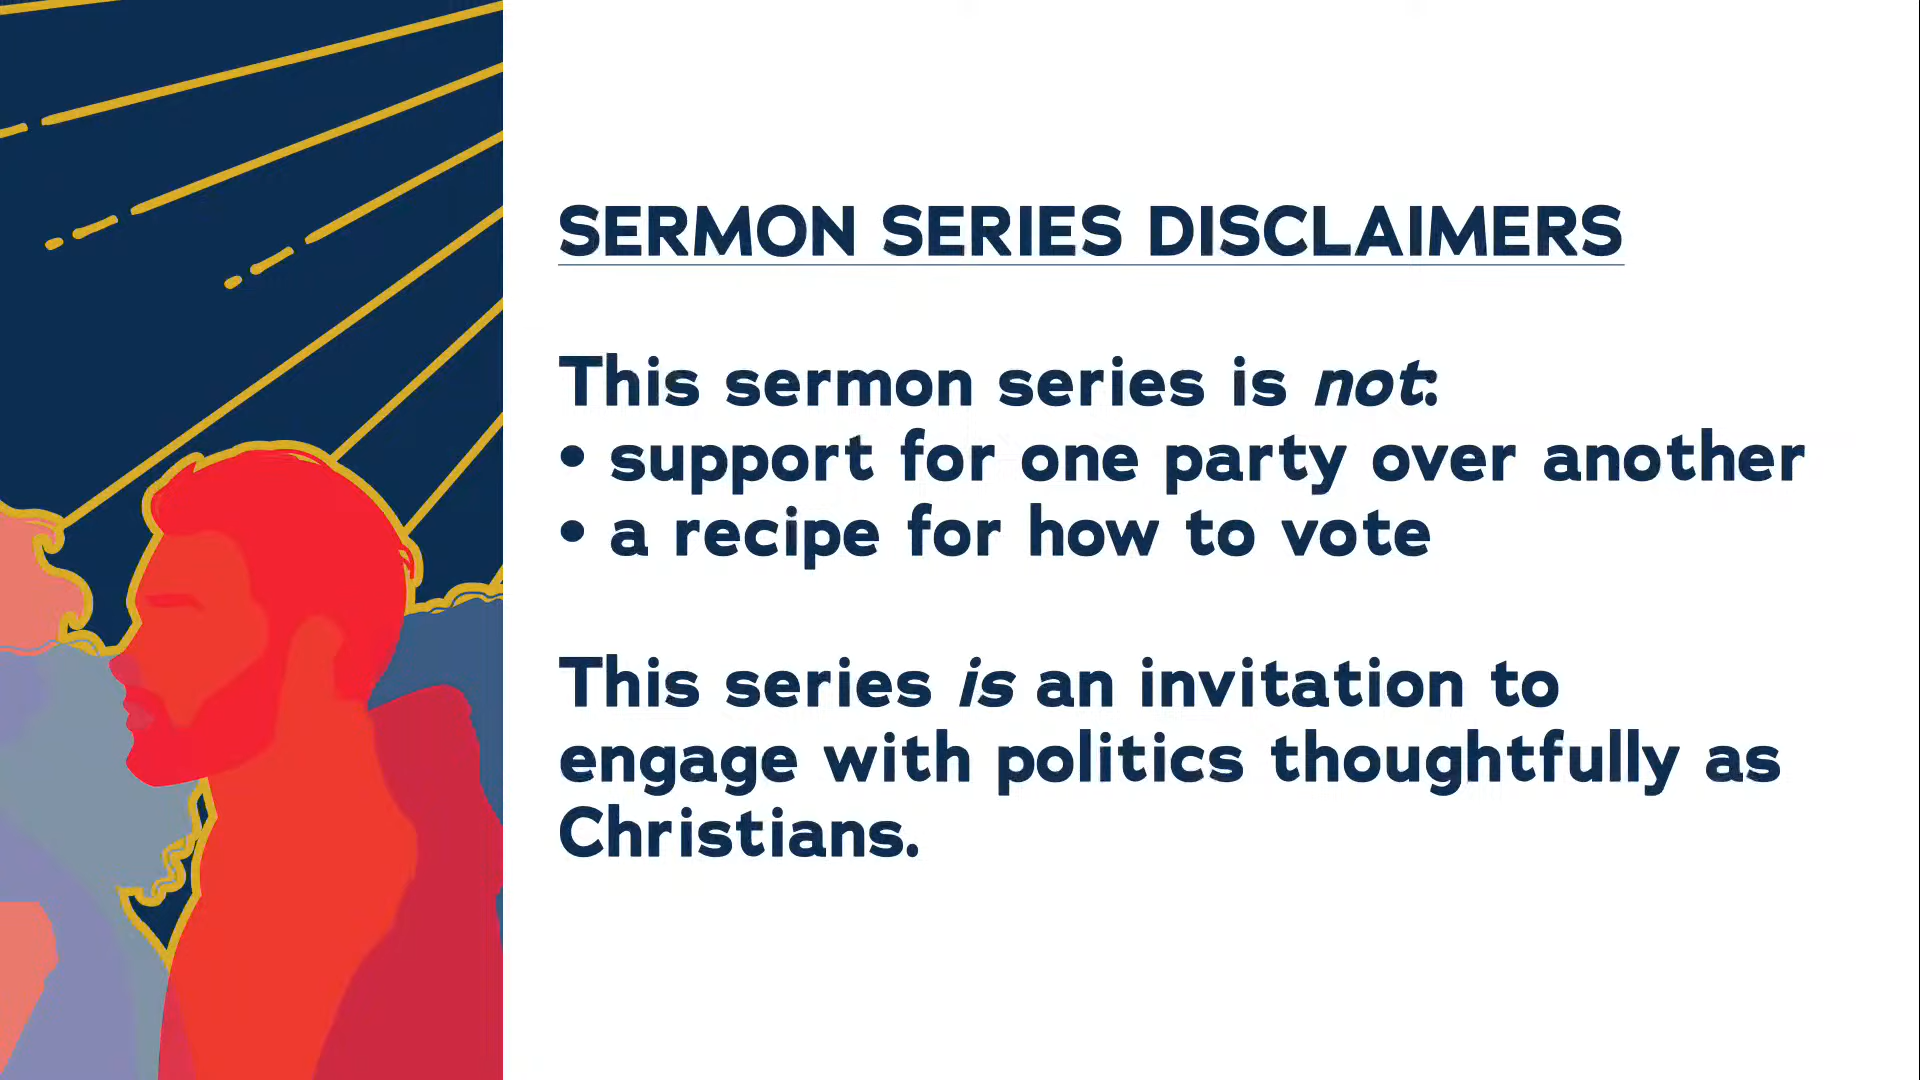 SERMON SERIES DISCLAIMERS
This sermon series is not:
• support for one party over another
• a recipe for how to vote
This series is an invitation to
engage with politics thoughtfully as
Christians.